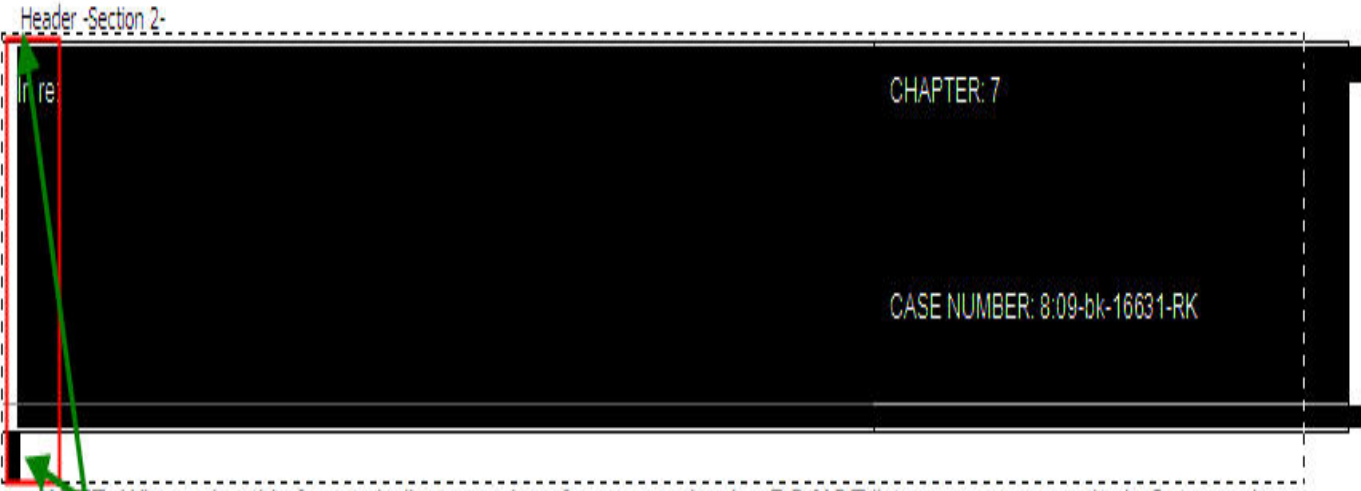 Header -Section 2-
In re:
CHAPTER: 7
CASE NUMBER: 8:09-bk-16631-RK